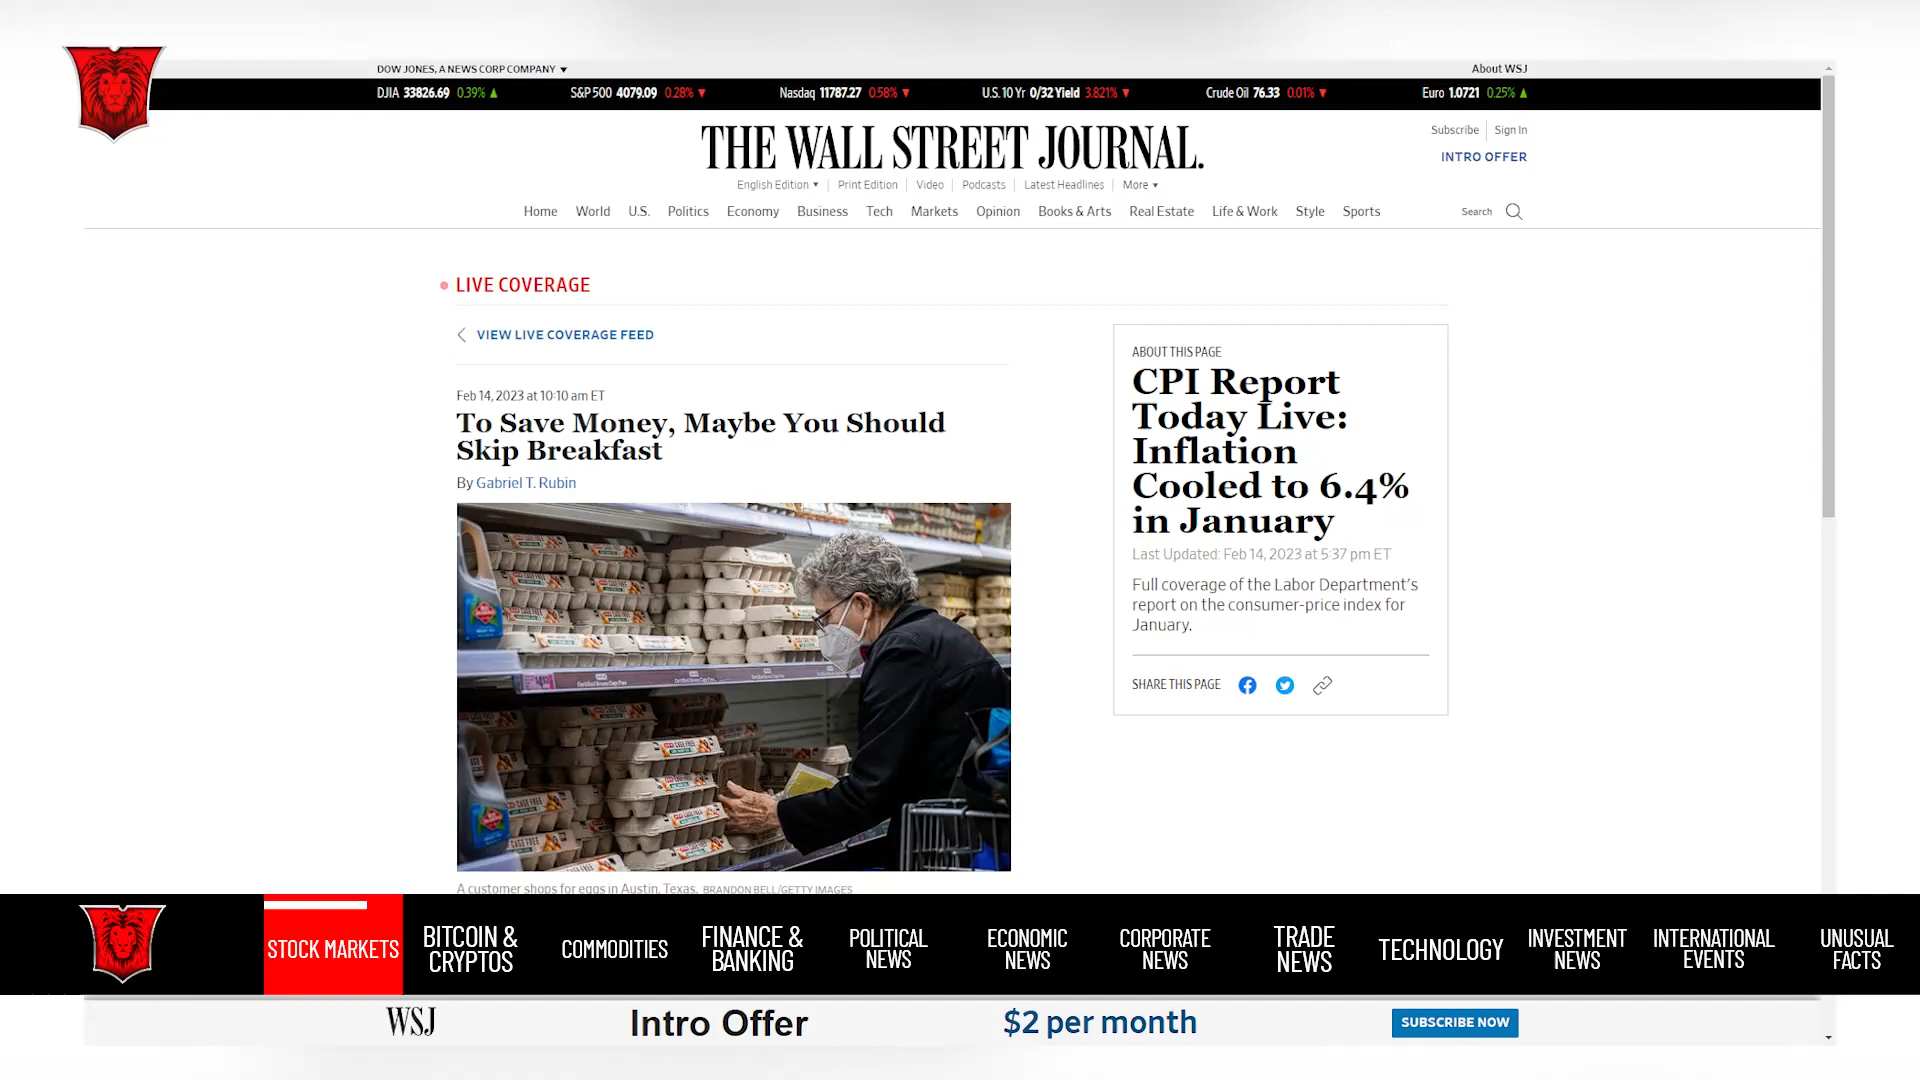 DOW JONES, A NEWS CORP COMPANY
About WSJ
DJIA 33826.69 0.39% S&P 500 4079.09 0.28% Nasdaq 11787.27 0.58% U.S. 10 Yr 0/32 Yield 3.821% Crude Oil 76.33 0.01% Euro 1.0721 0.25%
THE WALL STREET JOURNAL.
Subscribe Sign In
INTRO OFFER
English Edition Print Edition Video Podcasts Latest Headlines More
Home World U.S. Politics Economy Business Tech Markets Opinion Books & Arts Real Estate Life & Work Style Sports Search
LIVE COVERAGE
VIEW LIVE COVERAGE FEED
Feb 14, 2023 at 10:10 am ET
To Save Money, Maybe You Should
Skip Breakfast
By Gabriel T. Rubin
CAGE FREE
A customer shops for eggs in Austin, Texas. BRANDON BELL/GETTY IMAGES
ABOUT THIS PAGE
CPI Report
Today Live:
Inflation
Cooled to 6.4%
in January
Last Updated: Feb 14, 2023 at 5:37 pm ET
Full coverage of the Labor Department's
report on the consumer-price index for
January.
SHARE THIS PAGE
STOCK MARKETS
BITCOIN &
CRYPTOS
COMMODITIES
FINANCE &
BANKING
POLITICAL
NEWS
ECONOMIC
NEWS
CORPORATE
NEWS
TRADE
NEWS
TECHNOLOGY
INVESTMENT
NEWS
INTERNATIONAL
EVENTS
UNUSUAL
FACTS
WSJ
Intro Offer
$2 per month
SUBSCRIBE NOW